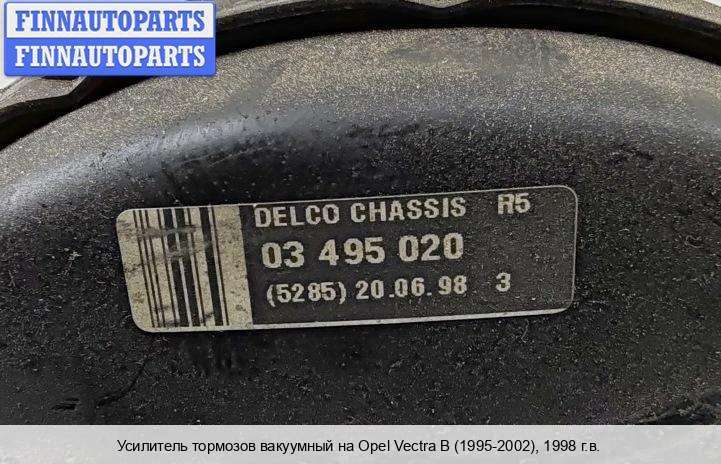 FINNAUTOPARTS
FINNAUTOPARTS
DELCO CHASSIS R5
03 495 020
(5285) 20.06.98 3
Усилитель тормозов вакуумный на Opel Vectra B (1995-2002), 1998 г.в.